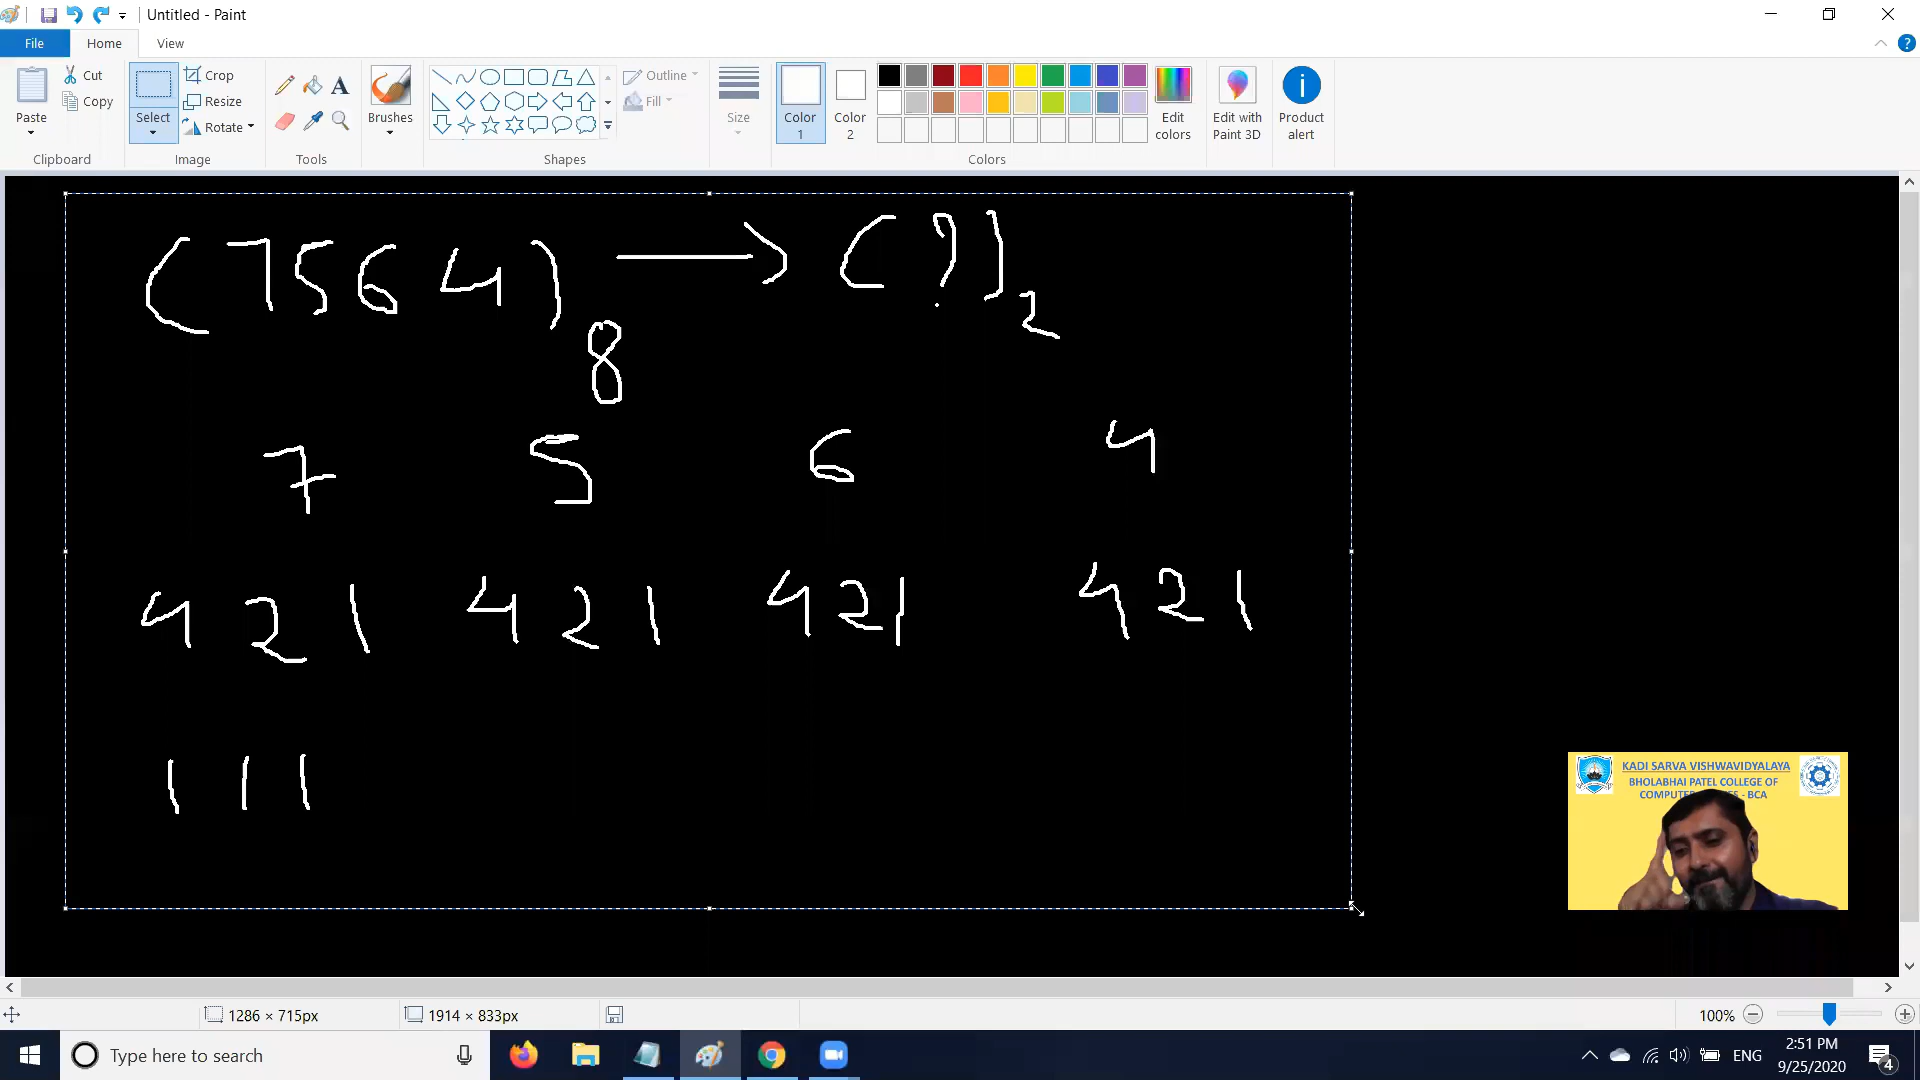 Untitled - Paint
File Home View
Paste Cut Copy Clipboard
Select Crop Resize Rotate Image
Tools
Brushes
Outline Fill Shapes
Size
Color 1 Color 2 Colors
Edit colors
Edit with Paint 3D
Product alert
(7564)8 → (?)2
7 5 6 4
4 2 1 4 2 1 4 2 1 4 2 1
1 1 1
KADI SARVA VISHWAVIDYALAYA
BHOLABHAI PATEL COLLEGE OF
- BCA
1286 × 715px 1914 × 833px 100%
Type here to search
ENG 2:51 PM 4
9/25/2020